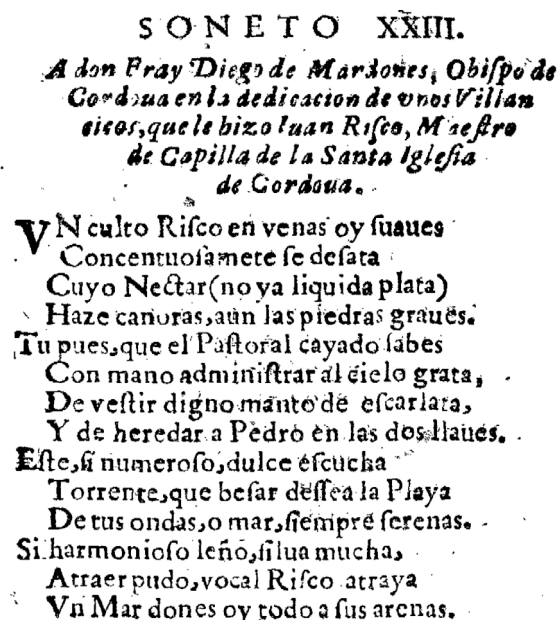 SONETO XXIII.
A don Fray Diego de Mardones, Obiſpo de
Cordoua en la dedicacion de vnos Villan
cicos, que le hizo Iuan Riſco, Maeſtro
de Capilla de la Santa Igleſia
de Cordoua.
VN culto Riſco en venas oy ſuaues
Concentuoſamẽte ſe deſata
Cuyo Nectar (no ya liquida plata)
Haze canoras, aun las piedras graues.
Tu pues, que el Paſtoral cayado ſabes
Con mano adminiſtrar al cielo grata,
De veſtir digno manto de eſcarlata,
Y de heredar a Pedro en las dos llaues.
Eſte, ſi numeroſo, dulce eſcucha
Torrente, que beſar deſſea la Playa
De tus ondas, o mar, ſiempre ſerenas.
Si harmonioſo leño, ſilua mucha,
Atraer pudo, vocal Riſco atraya
Vn Mar dones oy todo a ſus arenas.